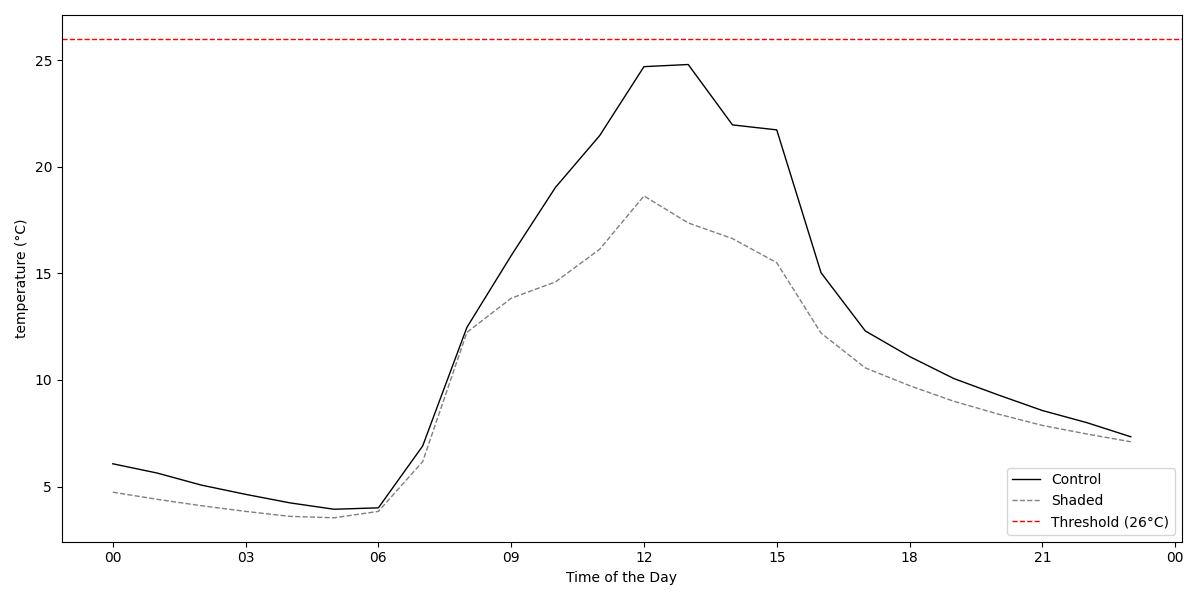 25
20
15
10
5
temperature (°C)
00 03 06 09 12 15 18 21 00
Time of the Day
Control
Shaded
Threshold (26°C)